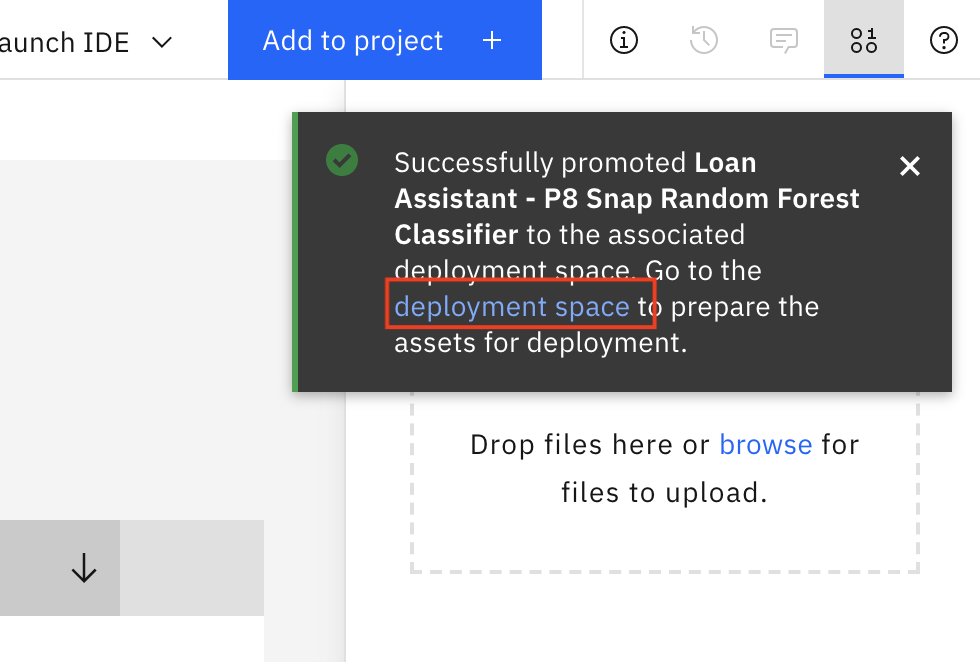 aunch IDE
Add to project +
Successfully promoted Loan
Assistant - P8 Snap Random Forest
Classifier to the associated
deployment space. Go to the
deployment space to prepare the
assets for deployment.
Drop files here or browse for
files to upload.